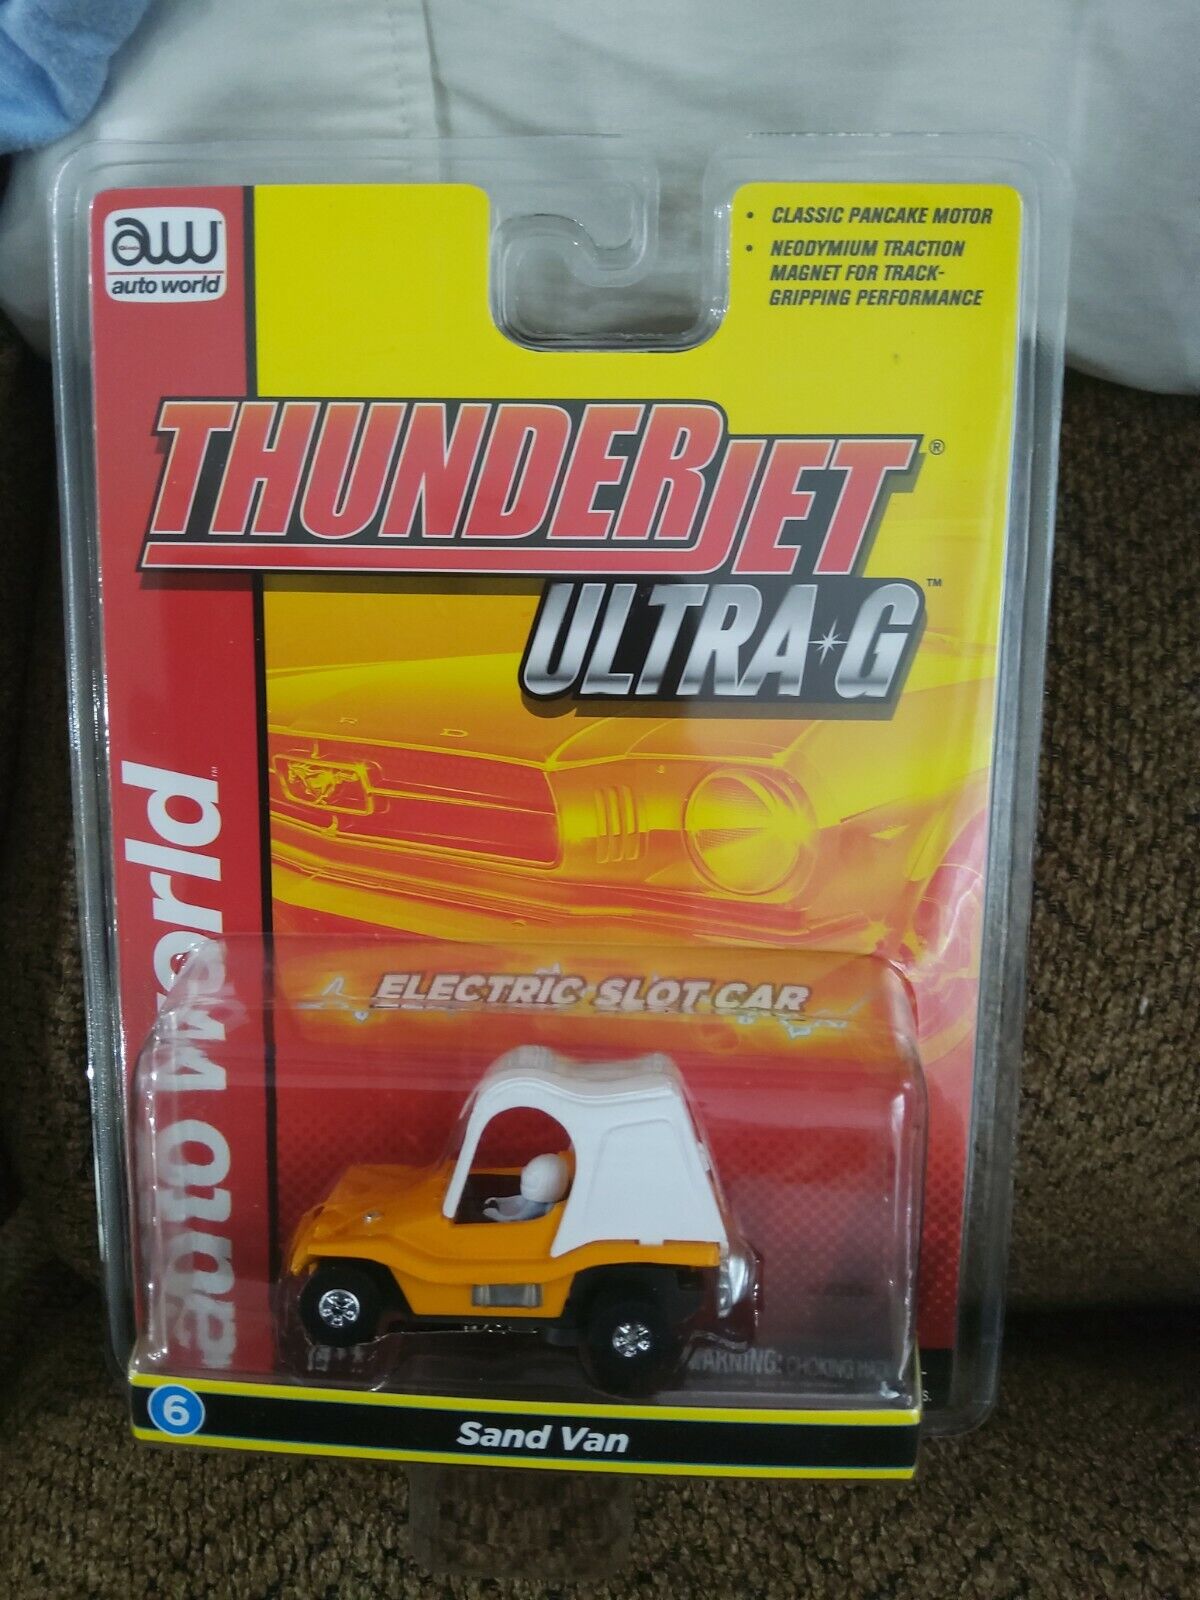 aw
auto world
• CLASSIC PANCAKE MOTOR
• NEODYMIUM TRACTION
MAGNET FOR TRACK-
GRIPPING PERFORMANCE
THUNDERJET®
ULTRA-G™
auto world™
ELECTRIC SLOT CAR
WARNING: CHOKING
6
Sand Van